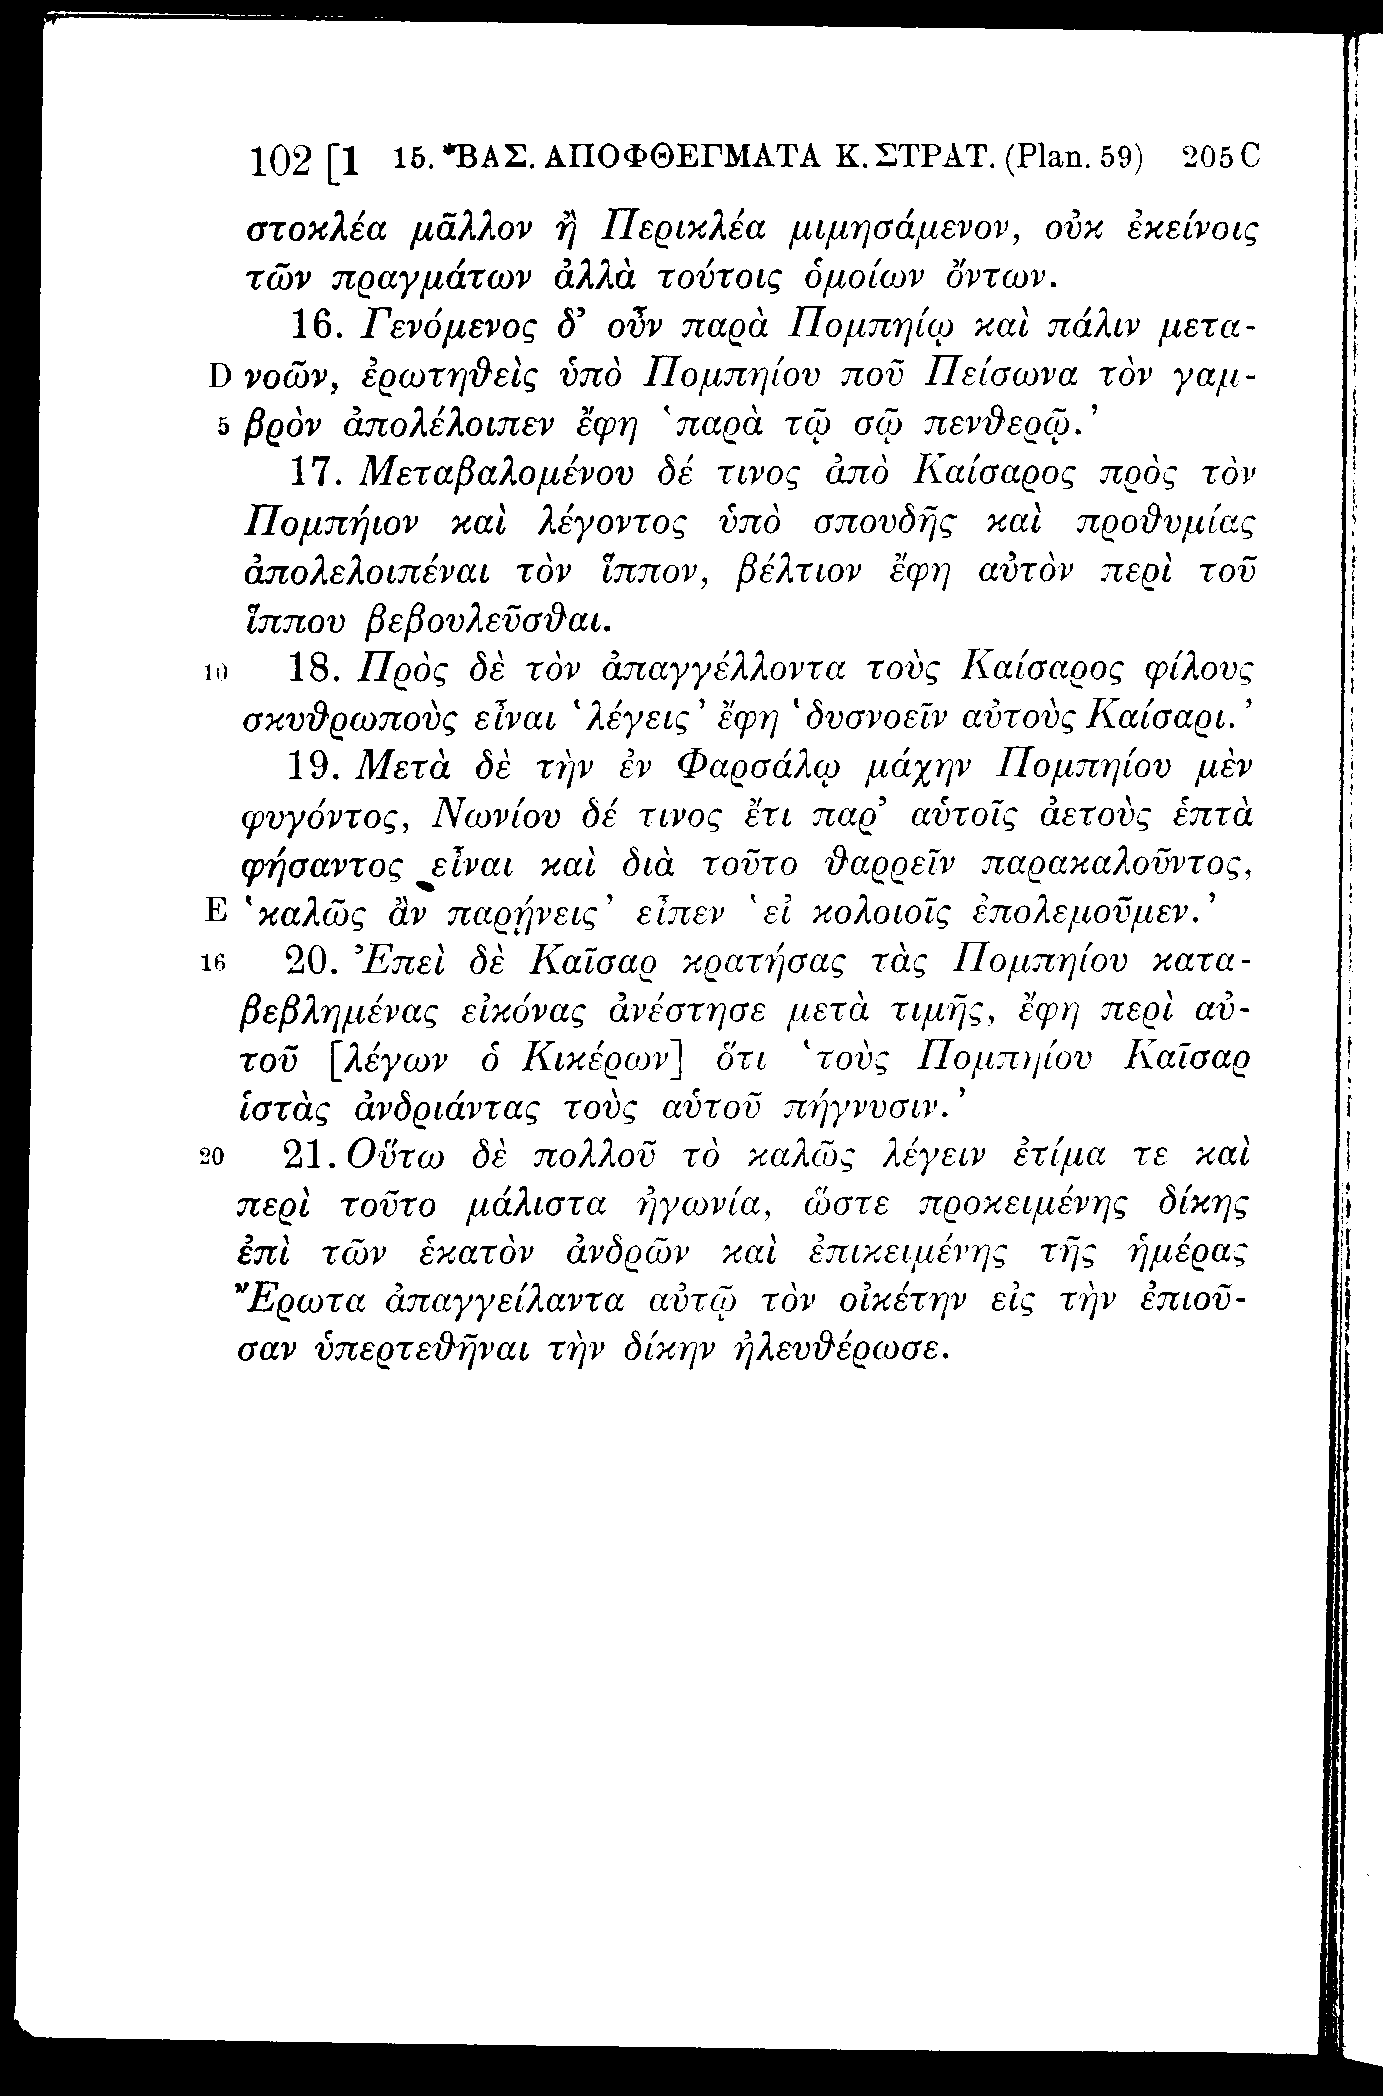 102 [1 15. *ΒΑΣ. ΑΠΟΦΘΕΓΜΑΤΑ Κ. ΣΤΡΑΤ. (Plan. 59) 205 C
στοκλέα μᾶλλον ἢ Περικλέα μιμησάμενον, οὐκ ἐκείνοις
τῶν πραγμάτων ἀλλὰ τούτοις ὁμοίων ὄντων.
16. Γενόμενος δ’ οὖν παρὰ Πομπηίῳ καὶ πάλιν μετα-
D νοῶν, ἐρωτηθεὶς ὑπὸ Πομπηίου ποῦ Πείσωνα τὸν γαμ-
5 βρὸν ἀπολέλοιπεν ἔφη ‘παρὰ τῷ σῷ πενθερῷ.’
17. Μεταβαλομένου δέ τινος ἀπὸ Καίσαρος πρὸς τὸν
Πομπήιον καὶ λέγοντος ὑπὸ σπουδῆς καὶ προθυμίας
ἀπολελοιπέναι τὸν ἵππον, βέλτιον ἔφη αὐτὸν περὶ τοῦ
ἵππου βεβουλεῦσθαι.
10 18. Πρὸς δὲ τὸν ἀπαγγέλλοντα τοὺς Καίσαρος φίλους
σκυθρωποὺς εἶναι ‘λέγεις’ ἔφη ‘δυσνοεῖν αὐτοὺς Καίσαρι.’
19. Μετὰ δὲ τὴν ἐν Φαρσάλῳ μάχην Πομπηίου μὲν
φυγόντος, Νωνίου δέ τινος ἔτι παρ’ αὑτοῖς ἀετοὺς ἑπτὰ
φήσαντος εἶναι καὶ διὰ τοῦτο θαρρεῖν παρακαλοῦντος,
E ‘καλῶς ἂν παρῄνεις’ εἶπεν ‘εἰ κολοιοῖς ἐπολεμοῦμεν.’
16 20. Ἐπεὶ δὲ Καῖσαρ κρατήσας τὰς Πομπηίου κατα-
βεβλημένας εἰκόνας ἀνέστησε μετὰ τιμῆς, ἔφη περὶ αὐ-
τοῦ [λέγων ὁ Κικέρων] ὅτι ‘τοὺς Πομπηίου Καῖσαρ
ἱστὰς ἀνδριάντας τοὺς αὑτοῦ πήγνυσιν.’
20 21. Οὕτω δὲ πολλοῦ τὸ καλῶς λέγειν ἐτίμα τε καὶ
περὶ τοῦτο μάλιστα ἠγωνία, ὥστε προκειμένης δίκης
ἐπὶ τῶν ἑκατὸν ἀνδρῶν καὶ ἐπικειμένης τῆς ἡμέρας
Ἔρωτα ἀπαγγείλαντα αὐτῷ τὸν οἰκέτην εἰς τὴν ἐπιοῦ-
σαν ὑπερτεθῆναι τὴν δίκην ἠλευθέρωσε.